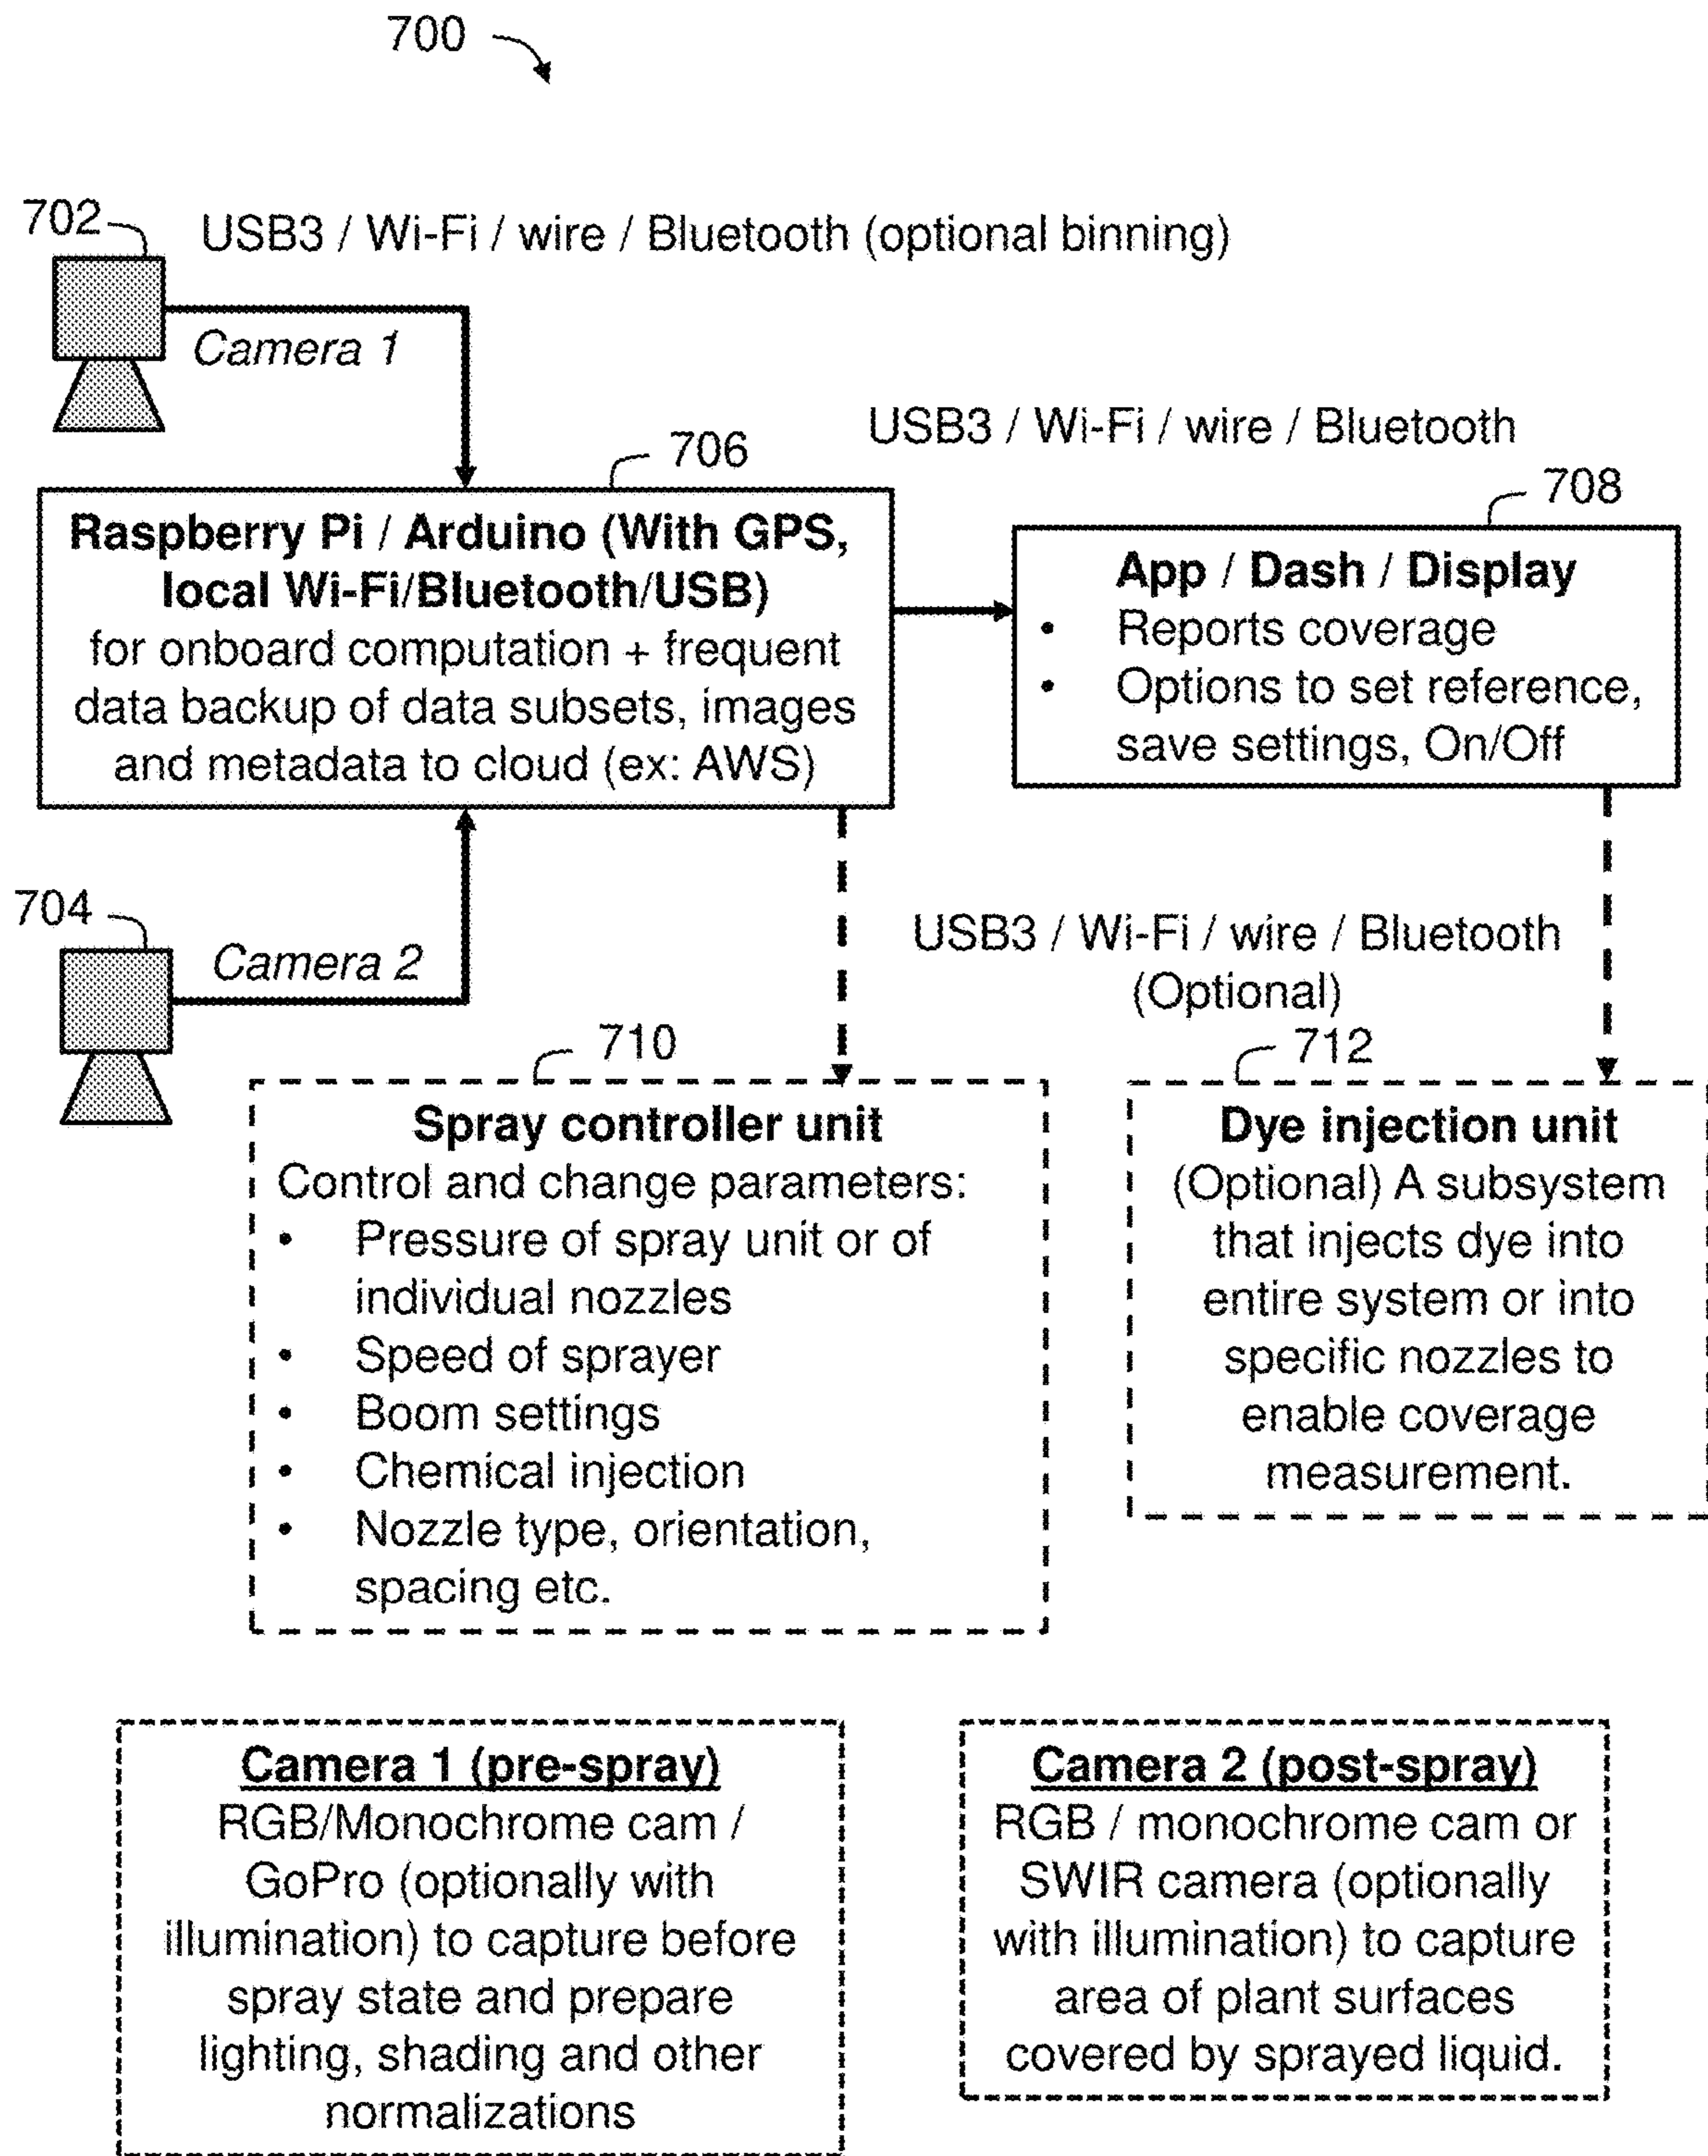 700
702
USB3 / Wi-Fi / wire / Bluetooth (optional binning)
Camera 1
USB3 / Wi-Fi / wire / Bluetooth
706
708
Raspberry Pi / Arduino (With GPS,
local Wi-Fi/Bluetooth/USB)
for onboard computation + frequent
data backup of data subsets, images
and metadata to cloud (ex: AWS)
App / Dash / Display
• Reports coverage
• Options to set reference,
save settings, On/Off
704
Camera 2
USB3 / Wi-Fi / wire / Bluetooth
(Optional)
710
Spray controller unit
Control and change parameters:
• Pressure of spray unit or of
individual nozzles
• Speed of sprayer
• Boom settings
• Chemical injection
• Nozzle type, orientation,
spacing etc.
712
Dye injection unit
(Optional) A subsystem
that injects dye into
entire system or into
specific nozzles to
enable coverage
measurement.
Camera 1 (pre-spray)
RGB/Monochrome cam /
GoPro (optionally with
illumination) to capture before
spray state and prepare
lighting, shading and other
normalizations
Camera 2 (post-spray)
RGB / monochrome cam or
SWIR camera (optionally
with illumination) to capture
area of plant surfaces
covered by sprayed liquid.